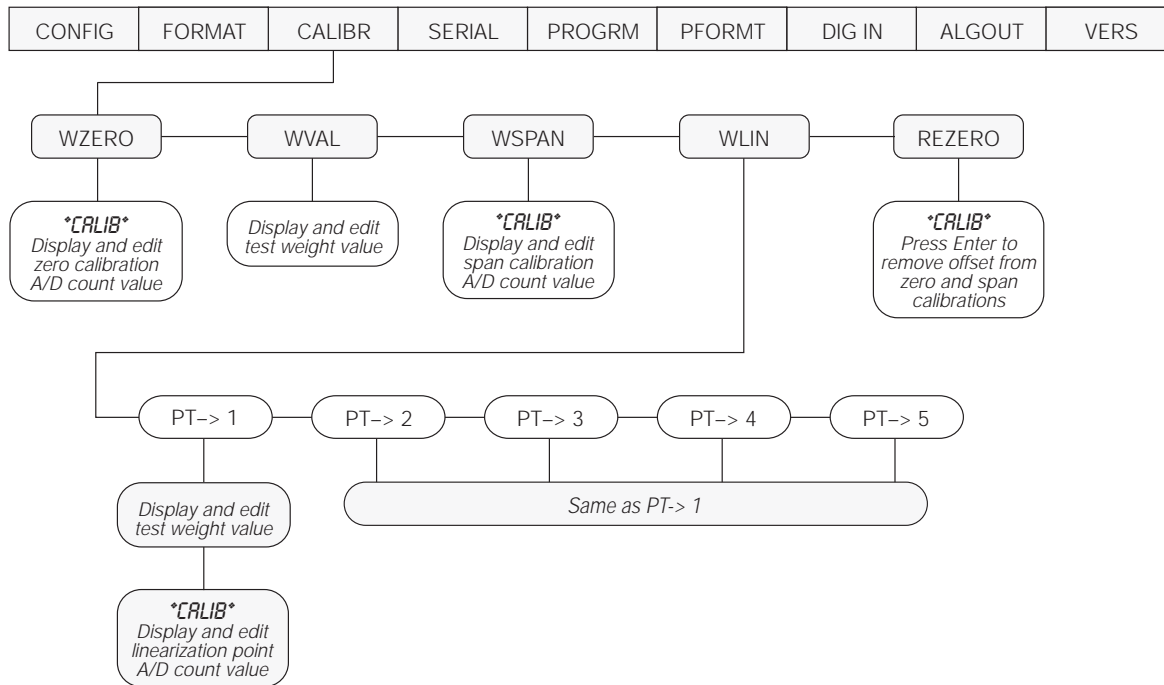 CONFIG FORMAT CALIBR SERIAL PROGRM PFORMT DIG IN ALGOUT VERS
WZERO WVAL WSPAN WLIN REZERO
*CALIB*
Display and edit
zero calibration
A/D count value
Display and edit
test weight value
*CALIB*
Display and edit
span calibration
A/D count value
*CALIB*
Press Enter to
remove offset from
zero and span
calibrations
PT–> 1 PT–> 2 PT–> 3 PT–> 4 PT–> 5
Display and edit
test weight value
Same as PT-> 1
*CALIB*
Display and edit
linearization point
A/D count value